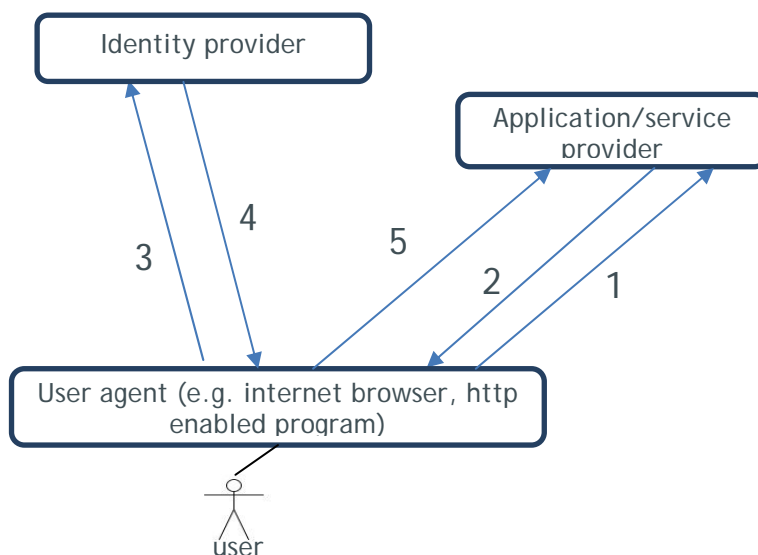 Identity provider
Application/service
provider
4
3
5
2
1
User agent (e.g. internet browser, http
enabled program)
user